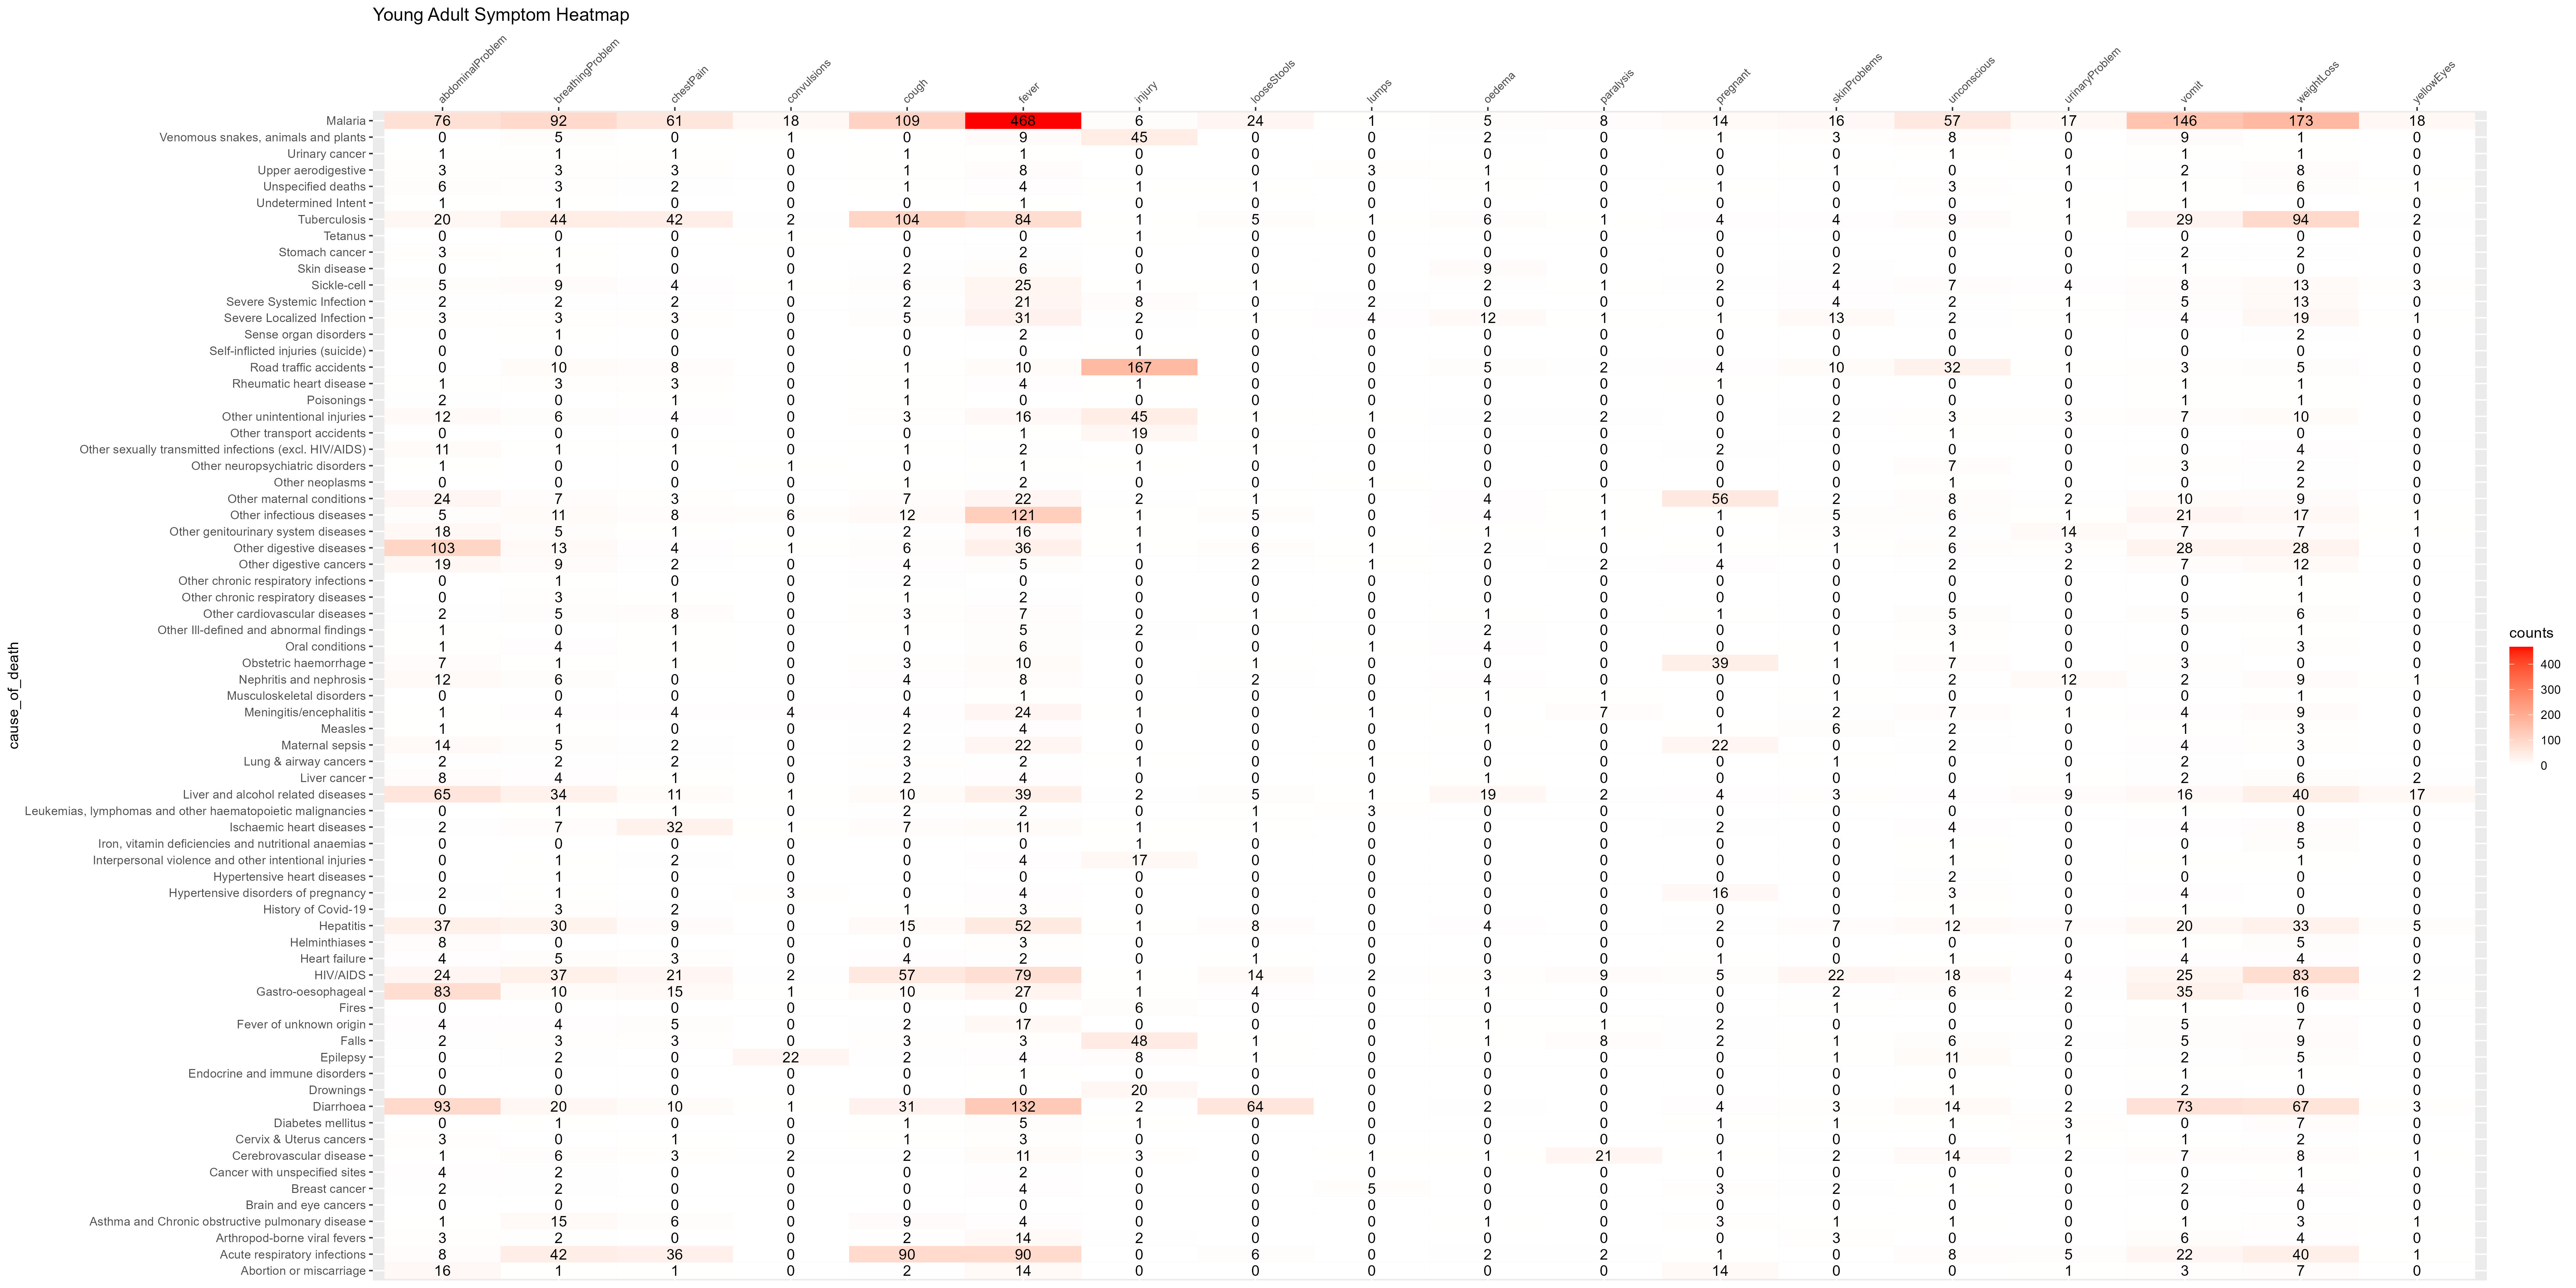 Young Adult Symptom Heatmap
abdominalProblem breathingProblem chestPain convulsions cough fever injury looseStools lumps oedema paralysis pregnant skinProblems unconscious urinaryProblem vomit weightLoss yellowEyes
Malaria 76 92 61 18 109 468 6 24 1 5 8 14 16 57 17 146 173 18
Venomous snakes, animals and plants 0 5 0 1 0 9 45 0 0 2 0 1 3 8 0 9 1 0
Urinary cancer 1 1 1 0 1 1 0 0 0 0 0 0 0 1 0 1 1 0
Upper aerodigestive 3 3 3 0 1 8 0 0 3 1 0 0 1 0 1 2 8 0
Unspecified deaths 6 3 2 0 1 4 1 1 0 1 0 1 0 3 0 1 6 1
Undetermined Intent 1 1 0 0 0 1 0 0 0 0 0 0 0 0 1 1 0 0
Tuberculosis 20 44 42 2 104 84 1 5 1 6 1 4 4 9 1 29 94 2
Tetanus 0 0 0 1 0 0 1 0 0 0 0 0 0 0 0 0 0 0
Stomach cancer 3 1 0 0 0 2 0 0 0 0 0 0 0 0 0 2 2 0
Skin disease 0 1 0 0 2 6 0 0 0 9 0 0 2 0 0 1 0 0
Sickle-cell 5 9 4 1 6 25 1 1 0 2 1 2 4 7 4 8 13 3
Severe Systemic Infection 2 2 2 0 2 21 8 0 2 0 0 0 4 2 1 5 13 0
Severe Localized Infection 3 3 3 0 5 31 2 1 4 12 1 1 13 2 1 4 19 1
Sense organ disorders 0 1 0 0 0 2 0 0 0 0 0 0 0 0 0 0 2 0
Self-inflicted injuries (suicide) 0 0 0 0 0 0 1 0 0 0 0 0 0 0 0 0 0 0
Road traffic accidents 0 10 8 0 1 10 167 0 0 5 2 4 10 32 1 3 5 0
Rheumatic heart disease 1 3 3 0 1 4 1 0 0 0 0 1 0 0 0 1 1 0
Poisonings 2 0 1 0 1 0 0 0 0 0 0 0 0 0 0 1 1 0
Other unintentional injuries 12 6 4 0 3 16 45 1 1 2 2 0 2 3 3 7 10 0
Other transport accidents 0 0 0 0 0 1 19 0 0 0 0 0 0 1 0 0 0 0
Other sexually transmitted infections (excl. HIV/AIDS) 11 1 1 0 1 2 0 1 0 0 0 2 0 0 0 0 4 0
Other neuropsychiatric disorders 1 0 0 1 0 1 1 0 0 0 0 0 0 7 0 3 2 0
Other neoplasms 0 0 0 0 1 2 0 0 1 0 0 0 0 1 0 0 2 0
Other maternal conditions 24 7 3 0 7 22 2 1 0 4 1 56 2 8 2 10 9 0
Other infectious diseases 5 11 8 6 12 121 1 5 0 4 1 1 5 6 1 21 17 1
Other genitourinary system diseases 18 5 1 0 2 16 1 0 0 1 1 0 3 2 14 7 7 1
Other digestive diseases 103 13 4 1 6 36 1 6 1 2 0 1 1 6 3 28 28 0
Other digestive cancers 19 9 2 0 4 5 0 2 1 0 2 4 0 2 2 7 12 0
Other chronic respiratory infections 0 1 0 0 2 0 0 0 0 0 0 0 0 0 0 0 1 0
Other chronic respiratory diseases 0 3 1 0 1 2 0 0 0 0 0 0 0 0 0 0 1 0
Other cardiovascular diseases 2 5 8 0 3 7 0 1 0 1 0 1 0 5 0 5 6 0
Other Ill-defined and abnormal findings 1 0 1 0 1 5 2 0 0 2 0 0 0 3 0 0 1 0
Oral conditions 1 4 1 0 0 6 0 0 1 4 0 0 1 1 0 0 3 0
Obstetric haemorrhage 7 1 1 0 3 10 0 1 0 0 0 39 1 7 0 3 0 0
Nephritis and nephrosis 12 6 0 0 4 8 0 2 0 4 0 0 0 2 12 2 9 1
Musculoskeletal disorders 0 0 0 0 0 1 0 0 0 1 1 0 1 0 0 0 1 0
Meningitis/encephalitis 1 4 4 4 4 24 1 0 1 0 7 0 2 7 1 4 9 0
Measles 1 1 0 0 2 4 0 0 0 1 0 1 6 2 0 1 3 0
Maternal sepsis 14 5 2 0 2 22 0 0 0 0 0 22 0 2 0 4 3 0
Lung & airway cancers 2 2 2 0 3 2 1 0 1 0 0 0 1 0 0 2 0 0
Liver cancer 8 4 1 0 2 4 0 0 0 1 0 0 0 0 1 2 6 2
Liver and alcohol related diseases 65 34 11 1 10 39 2 5 1 19 2 4 3 4 9 16 40 17
Leukemias, lymphomas and other haematopoietic malignancies 0 1 1 0 2 2 0 1 3 0 0 0 0 0 0 1 0 0
Ischaemic heart diseases 2 7 32 1 7 11 1 1 0 0 0 2 0 4 0 4 8 0
Iron, vitamin deficiencies and nutritional anaemias 0 0 0 0 0 0 1 0 0 0 0 0 0 1 0 0 5 0
Interpersonal violence and other intentional injuries 0 1 2 0 0 4 17 0 0 0 0 0 0 1 0 1 1 0
Hypertensive heart diseases 0 1 0 0 0 0 0 0 0 0 0 0 0 2 0 0 0 0
Hypertensive disorders of pregnancy 2 1 0 3 0 4 0 0 0 0 0 16 0 3 0 4 0 0
History of Covid-19 0 3 2 0 1 3 0 0 0 0 0 0 0 1 0 1 0 0
Hepatitis 37 30 9 0 15 52 1 8 0 4 0 2 7 12 7 20 33 5
Helminthiases 8 0 0 0 0 3 0 0 0 0 0 0 0 0 0 1 5 0
Heart failure 4 5 3 0 4 2 0 1 0 0 0 1 0 1 0 4 4 0
HIV/AIDS 24 37 21 2 57 79 1 14 2 3 9 5 22 18 4 25 83 2
Gastro-oesophageal 83 10 15 1 10 27 1 4 0 1 0 0 2 6 2 35 16 1
Fires 0 0 0 0 0 0 6 0 0 0 0 0 1 0 0 1 0 0
Fever of unknown origin 4 4 5 0 2 17 0 0 0 1 1 2 0 0 0 5 7 0
Falls 2 3 3 0 3 3 48 1 0 1 8 2 1 6 2 5 9 0
Epilepsy 0 2 0 22 2 4 8 1 0 0 0 0 1 11 0 2 5 0
Endocrine and immune disorders 0 0 0 0 0 1 0 0 0 0 0 0 0 0 0 1 1 0
Drownings 0 0 0 0 0 0 20 0 0 0 0 0 0 1 0 2 0 0
Diarrhoea 93 20 10 1 31 132 2 64 0 2 0 4 3 14 2 73 67 3
Diabetes mellitus 0 1 0 0 1 5 1 0 0 0 0 1 1 1 3 0 7 0
Cervix & Uterus cancers 3 0 1 0 1 3 0 0 0 0 0 0 0 0 1 1 2 0
Cerebrovascular disease 1 6 3 2 2 11 3 0 1 1 21 1 2 14 2 7 8 1
Cancer with unspecified sites 4 2 0 0 0 2 0 0 0 0 0 0 0 0 0 0 1 0
Breast cancer 2 2 0 0 0 4 0 0 5 0 0 3 2 1 0 2 4 0
Brain and eye cancers 0 0 0 0 0 0 0 0 0 0 0 0 0 0 0 0 0 0
Asthma and Chronic obstructive pulmonary disease 1 15 6 0 9 4 0 0 0 1 0 3 1 1 0 1 3 1
Arthropod-borne viral fevers 3 2 0 0 2 14 2 0 0 0 0 0 3 0 0 6 4 0
Acute respiratory infections 8 42 36 0 90 90 0 6 0 2 2 1 0 8 5 22 40 1
Abortion or miscarriage 16 1 1 0 2 14 0 0 0 0 0 14 0 0 1 3 7 0
cause_of_death
counts
400
300
200
100
0